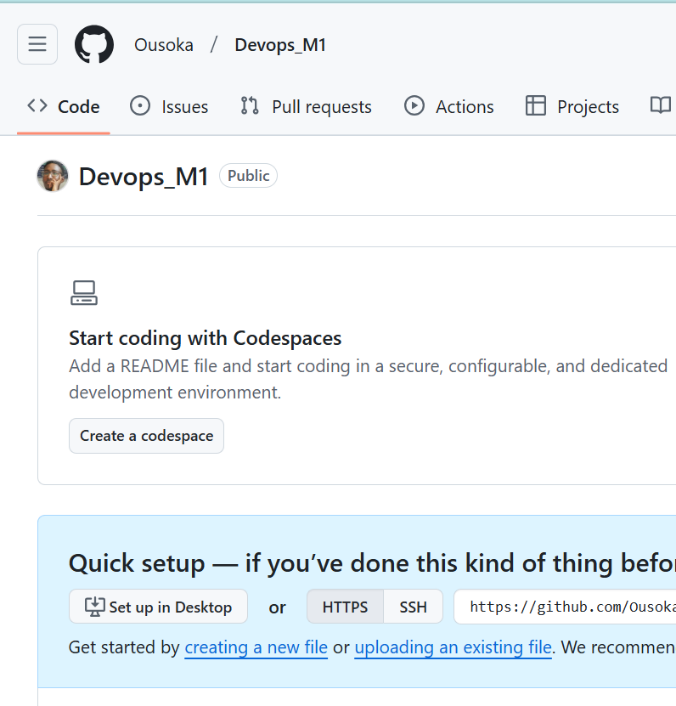 Ousoka / Devops_M1
Code Issues Pull requests Actions Projects
Devops_M1 Public
Start coding with Codespaces
Add a README file and start coding in a secure, configurable, and dedicated
development environment.
Create a codespace
Quick setup — if you’ve done this kind of thing befo
Set up in Desktop or HTTPS SSH https://github.com/Ousoka
Get started by creating a new file or uploading an existing file. We recommen